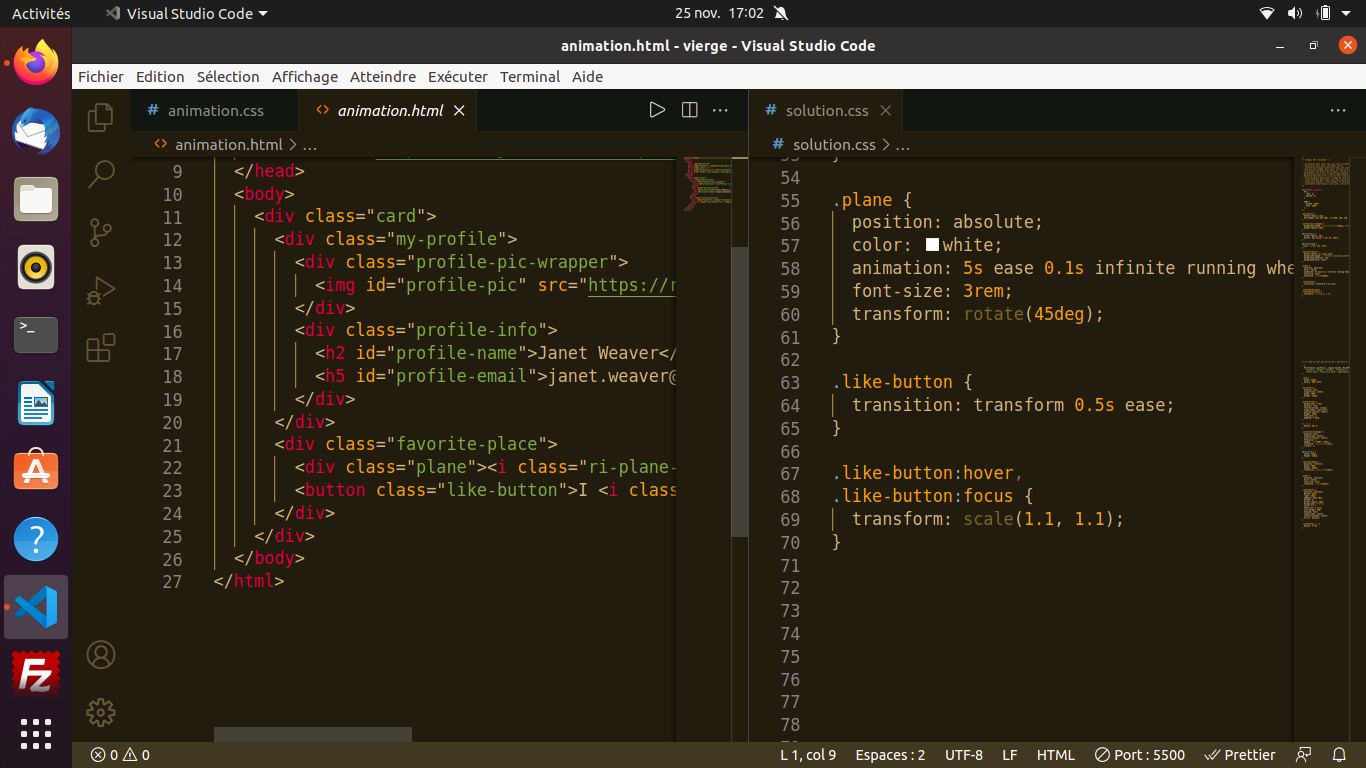 Activités Visual Studio Code 25 nov. 17:02
animation.html - vierge - Visual Studio Code
Fichier Edition Sélection Affichage Atteindre Exécuter Terminal Aide
# animation.css <> animation.html # solution.css
<> animation.html > ... # solution.css > ...
9 </head>
10 <body>
11 <div class="card">
12 <div class="my-profile">
13 <div class="profile-pic-wrapper">
14 <img id="profile-pic" src="https://r
15 </div>
16 <div class="profile-info">
17 <h2 id="profile-name">Janet Weaver</
18 <h5 id="profile-email">janet.weaver@
19 </div>
20 </div>
21 <div class="favorite-place">
22 <div class="plane"><i class="ri-plane-
23 <button class="like-button">I <i clas
24 </div>
25 </div>
26 </body>
27 </html>
54
55 .plane {
56 position: absolute;
57 color: white;
58 animation: 5s ease 0.1s infinite running whe
59 font-size: 3rem;
60 transform: rotate(45deg);
61 }
62
63 .like-button {
64 transition: transform 0.5s ease;
65 }
66
67 .like-button:hover,
68 .like-button:focus {
69 transform: scale(1.1, 1.1);
70 }
71
72
73
74
75
76
77
78
0 0 L 1, col 9 Espaces : 2 UTF-8 LF HTML Port : 5500 Prettier